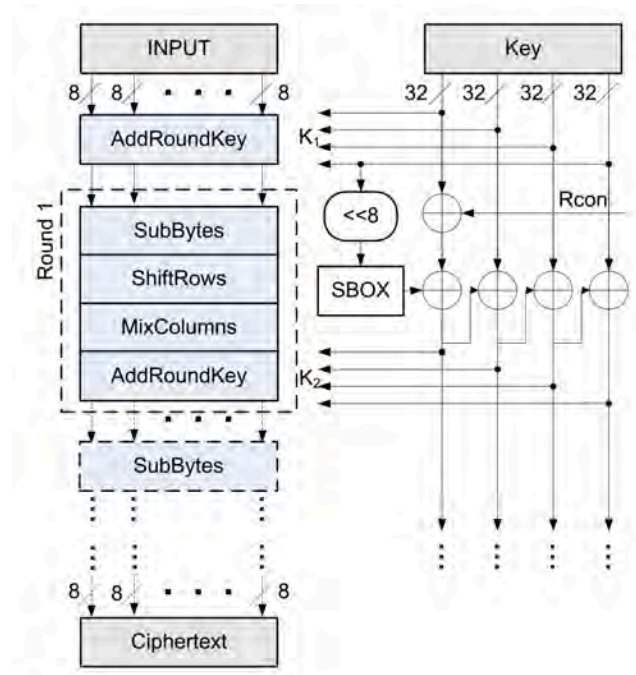 INPUT
Key
8 8 8
32 32 32 32
AddRoundKey
K1
Round 1
<<8
Rcon
SubBytes
ShiftRows
SBOX
MixColumns
AddRoundKey
K2
SubBytes
8 8 8
Ciphertext